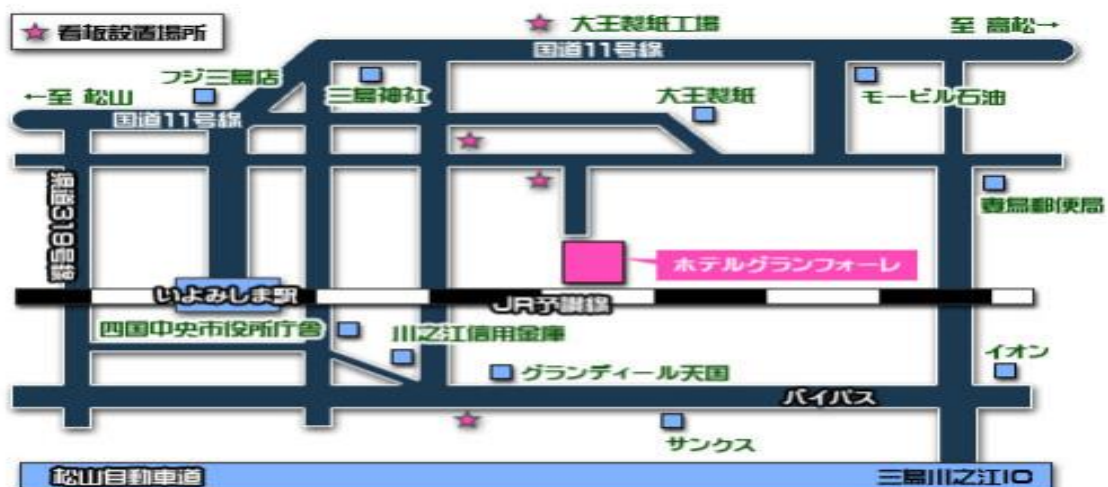 看板設置場所
大王製紙工場
至 高松→
国道11号線
フジ三島店
←至 松山
三島神社
大王製紙
モービル石油
国道11号線
国道319号線
妻鳥郵便局
ホテルグランフォーレ
いよみしま駅
JR予讃線
四国中央市役所庁舎
川之江信用金庫
イオン
グランディール天国
バイパス
サンクス
松山自動車道
三島川之江IC